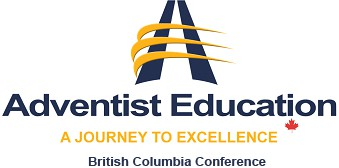 Adventist Education
A JOURNEY TO EXCELLENCE
British Columbia Conference